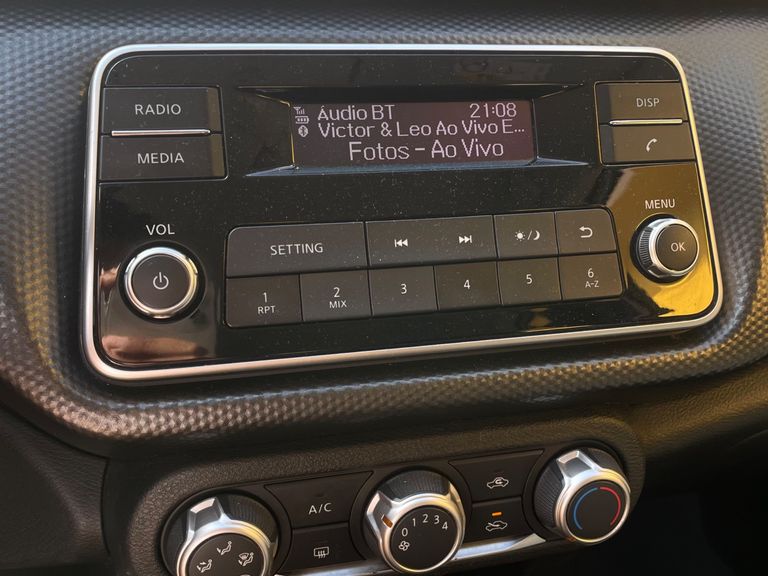 RADIO
MEDIA
Áudio BT 21:08
Victor & Leo Ao Vivo E...
Fotos - Ao Vivo
DISP
VOL
MENU
OK
SETTING
1
RPT
2
MIX
3
4
5
6
A-Z
A/C
0 1 2 3 4